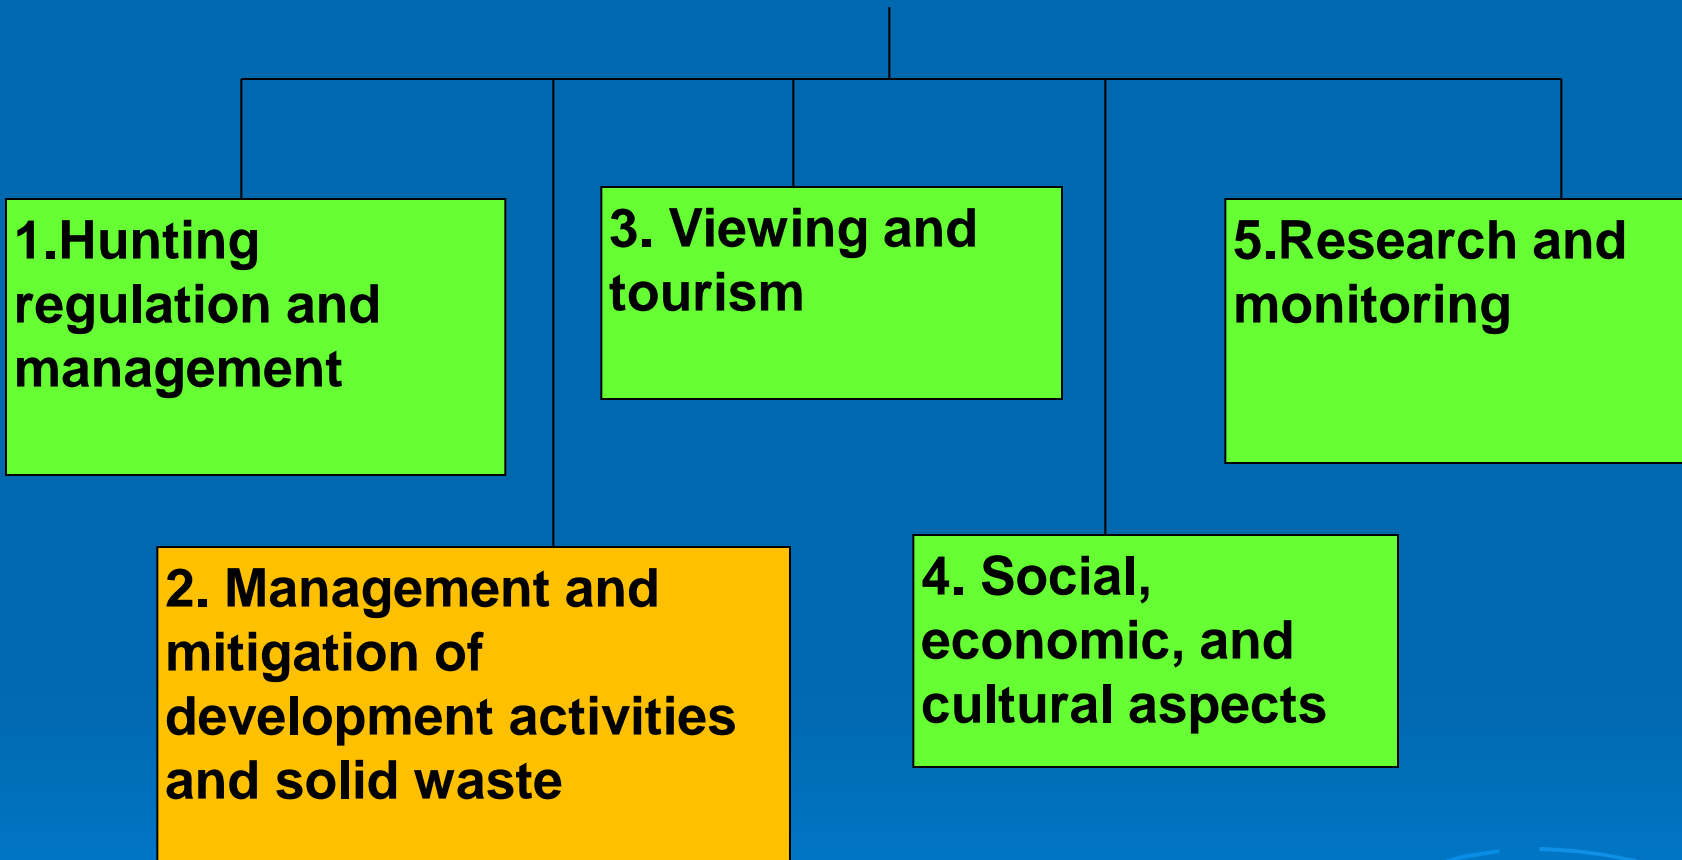 1.Hunting
regulation and
management
2. Management and
mitigation of
development activities
and solid waste
3. Viewing and
tourism
4. Social,
economic, and
cultural aspects
5.Research and
monitoring